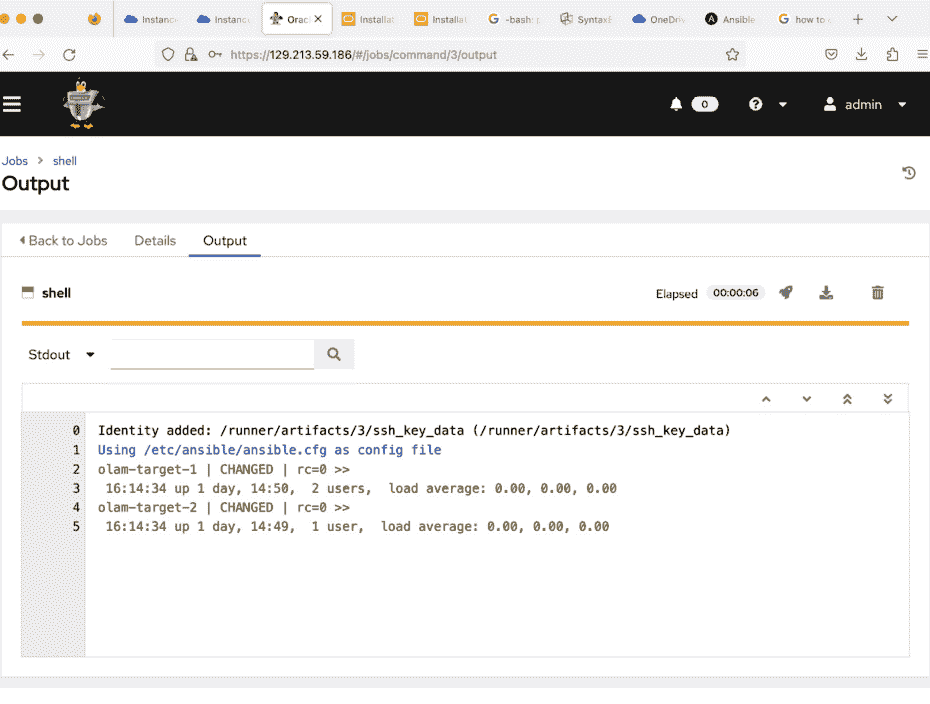 Instance
Instance
Orac
Installat
Installat
-bash: p
SyntaxE
OneDriv
Ansible
how to
https://129.213.59.186/#/jobs/command/3/output
0
admin
Jobs > shell
Output
Back to Jobs Details Output
shell
Elapsed 00:00:06
Stdout
0 Identity added: /runner/artifacts/3/ssh_key_data (/runner/artifacts/3/ssh_key_data)
1 Using /etc/ansible/ansible.cfg as config file
2 olam-target-1 | CHANGED | rc=0 >>
3 16:14:34 up 1 day, 14:50, 2 users, load average: 0.00, 0.00, 0.00
4 olam-target-2 | CHANGED | rc=0 >>
5 16:14:34 up 1 day, 14:49, 1 user, load average: 0.00, 0.00, 0.00